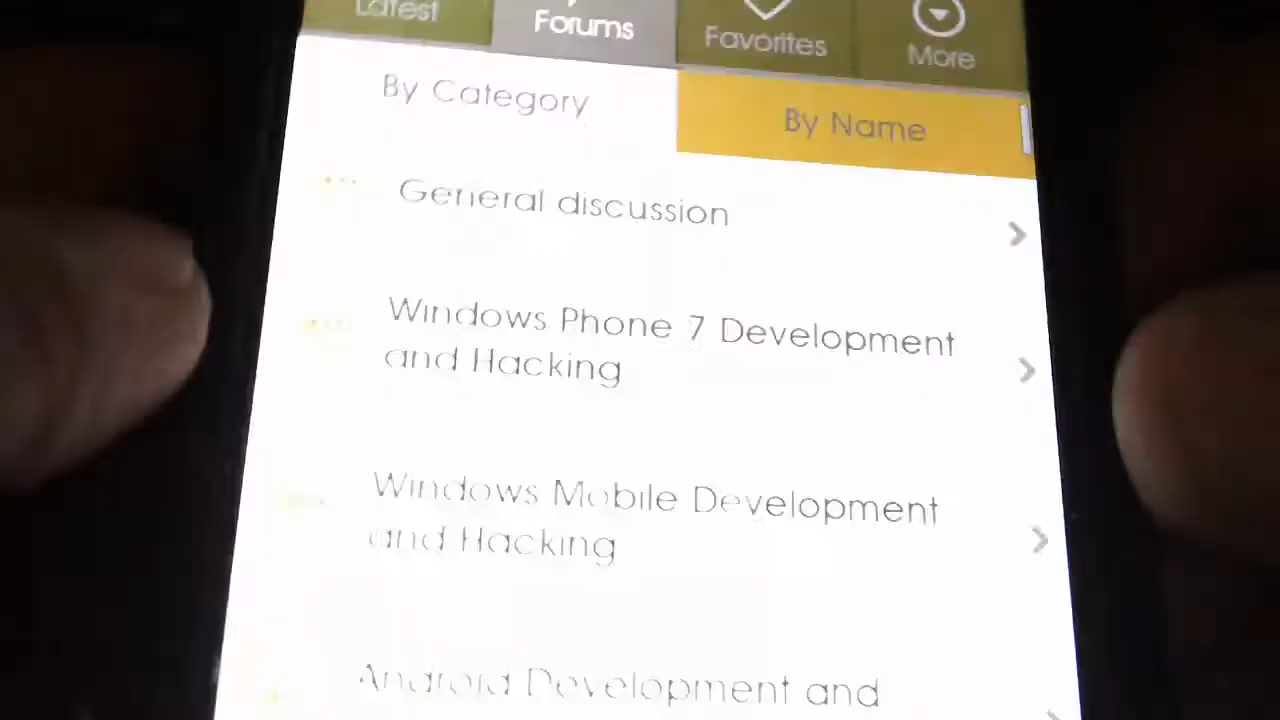 Latest
Forums
Favorites
More
By Category
By Name
General discussion
Windows Phone 7 Development
and Hacking
Windows Mobile Development
and Hacking
Android Development and